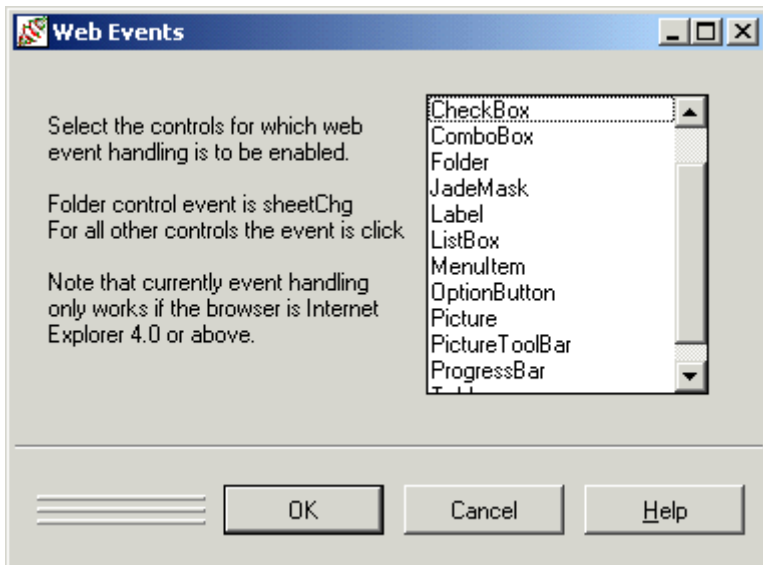 Web Events
Select the controls for which web
event handling is to be enabled.
Folder control event is sheetChg
For all other controls the event is click
Note that currently event handling
only works if the browser is Internet
Explorer 4.0 or above.
CheckBox
ComboBox
Folder
JadeMask
Label
ListBox
MenuItem
OptionButton
Picture
PictureToolBar
ProgressBar
OK
Cancel
Help